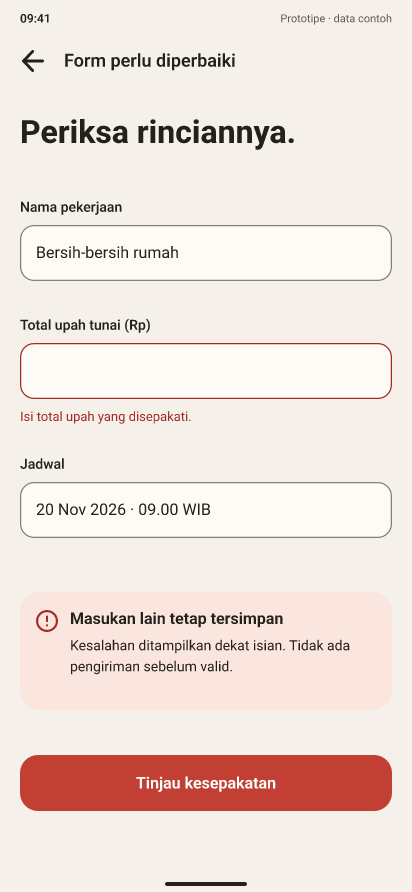 09:41
Prototipe · data contoh
Form perlu diperbaiki
Periksa rinciannya.
Nama pekerjaan
Bersih-bersih rumah
Total upah tunai (Rp)
Isi total upah yang disepakati.
Jadwal
20 Nov 2026 · 09.00 WIB
Masukan lain tetap tersimpan
Kesalahan ditampilkan dekat isian. Tidak ada
pengiriman sebelum valid.
Tinjau kesepakatan